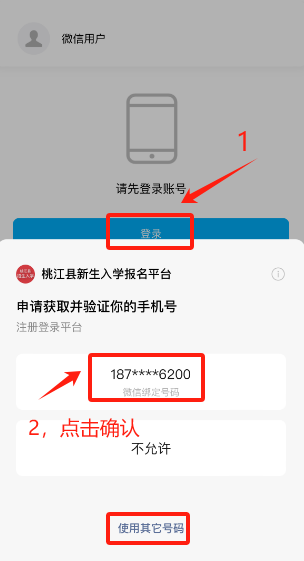 微信用户
1
请先登录账号
登录
桃江县新生入学报名平台
申请获取并验证你的手机号
注册登录平台
187****6200
微信绑定号码
2，点击确认
不允许
使用其它号码